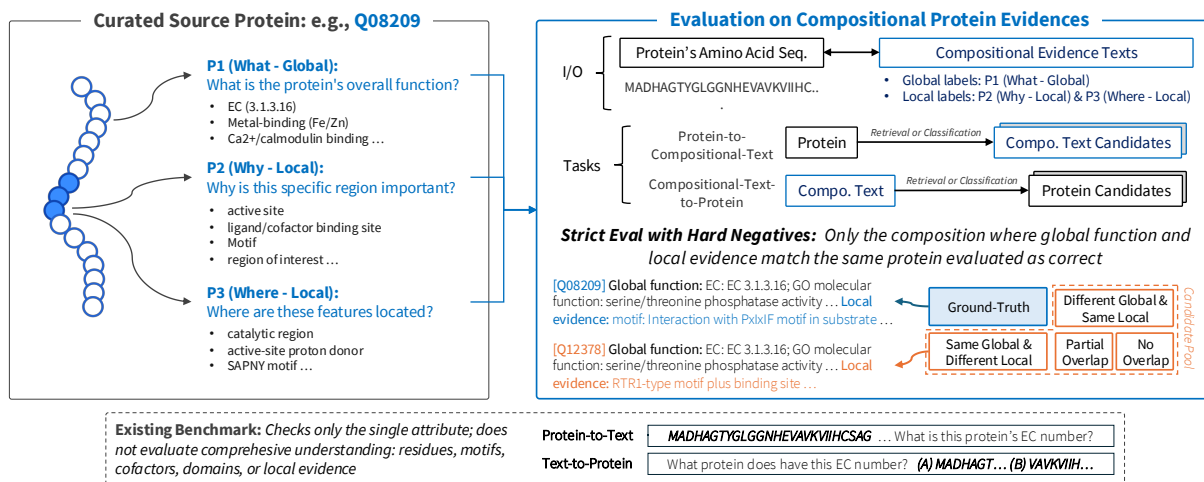 Curated Source Protein: e.g., Q08209
P1 (What - Global):
What is the protein's overall function?
• EC (3.1.3.16)
• Metal-binding (Fe/Zn)
• Ca2+/calmodulin binding …
P2 (Why - Local):
Why is this specific region important?
• active site
• ligand/cofactor binding site
• Motif
• region of interest …
P3 (Where - Local):
Where are these features located?
• catalytic region
• active-site proton donor
• SAPNY motif …
Evaluation on Compositional Protein Evidences
I/O
Protein's Amino Acid Seq.
MADHAGTYGLGGNHEVAVKVIIHC..
.
Compositional Evidence Texts
• Global labels: P1 (What - Global)
• Local labels: P2 (Why – Local) & P3 (Where – Local)
Tasks
Protein-to-
Compositional-Text
Protein
Retrieval or Classification
Compo. Text Candidates
Compositional-Text-
to-Protein
Compo. Text
Retrieval or Classification
Protein Candidates
Strict Eval with Hard Negatives: Only the composition where global function and
local evidence match the same protein evaluated as correct
[Q08209] Global function: EC: EC 3.1.3.16; GO molecular
function: serine/threonine phosphatase activity … Local
evidence: motif: Interaction with PxIxIF motif in substrate …
[Q12378] Global function: EC: EC 3.1.3.16; GO molecular
function: serine/threonine phosphatase activity … Local
evidence: RTR1-type motif plus binding site …
Ground-Truth
Different Global &
Same Local
Same Global &
Different Local
Partial
Overlap
No
Overlap
Candidate Pool
Existing Benchmark: Checks only the single attribute; does
not evaluate comprehesive understanding: residues, motifs,
cofactors, domains, or local evidence
Protein-to-Text
MADHAGTYGLGGNHEVAVKVIIHCSAG … What is this protein's EC number?
Text-to-Protein
What protein does have this EC number? (A) MADHAGT… (B) VAVKVIIH…